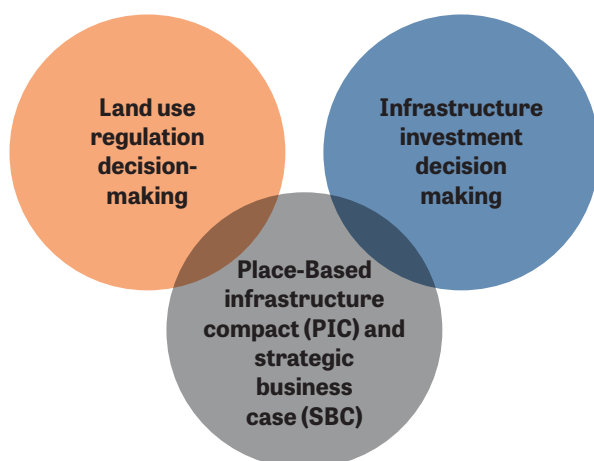 Land use
regulation
decision-
making
Infrastructure
investment
decision
making
Place-Based
infrastructure
compact (PIC) and
strategic
business
case (SBC)